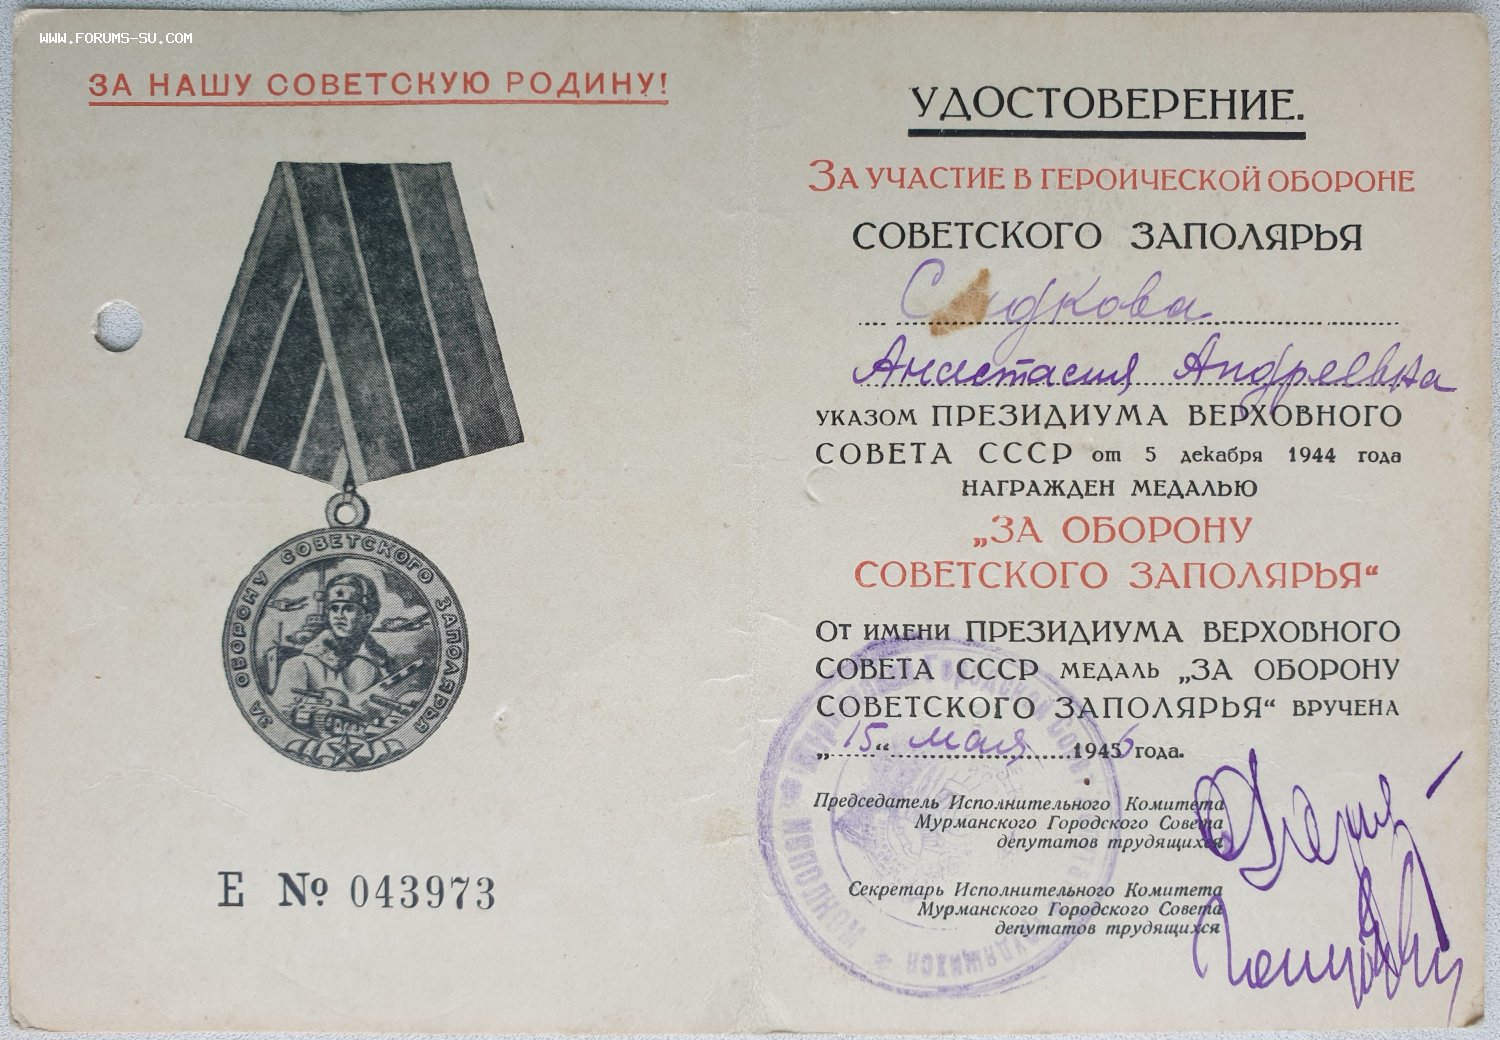 WWW.FORUMS-SU.COM
ЗА НАШУ СОВЕТСКУЮ РОДИНУ!
ЗА ОБОРОНУ СОВЕТСКОГО ЗАПОЛЯРЬЯ
Е № 043973
УДОСТОВЕРЕНИЕ.
ЗА УЧАСТИЕ В ГЕРОИЧЕСКОЙ ОБОРОНЕ
СОВЕТСКОГО ЗАПОЛЯРЬЯ
Анастасия Андреевна
УКАЗОМ ПРЕЗИДИУМА ВЕРХОВНОГО
СОВЕТА СССР от 5 декабря 1944 года
НАГРАЖДЕН МЕДАЛЬЮ
„ЗА ОБОРОНУ
СОВЕТСКОГО ЗАПОЛЯРЬЯ“
ОТ ИМЕНИ ПРЕЗИДИУМА ВЕРХОВНОГО
СОВЕТА СССР МЕДАЛЬ „ЗА ОБОРОНУ
СОВЕТСКОГО ЗАПОЛЯРЬЯ“ ВРУЧЕНА
„15“ мая 1946 года.
Председатель Исполнительного Комитета
Мурманского Городского Совета
депутатов трудящихся
Секретарь Исполнительного Комитета
Мурманского Городского Совета
депутатов трудящихся